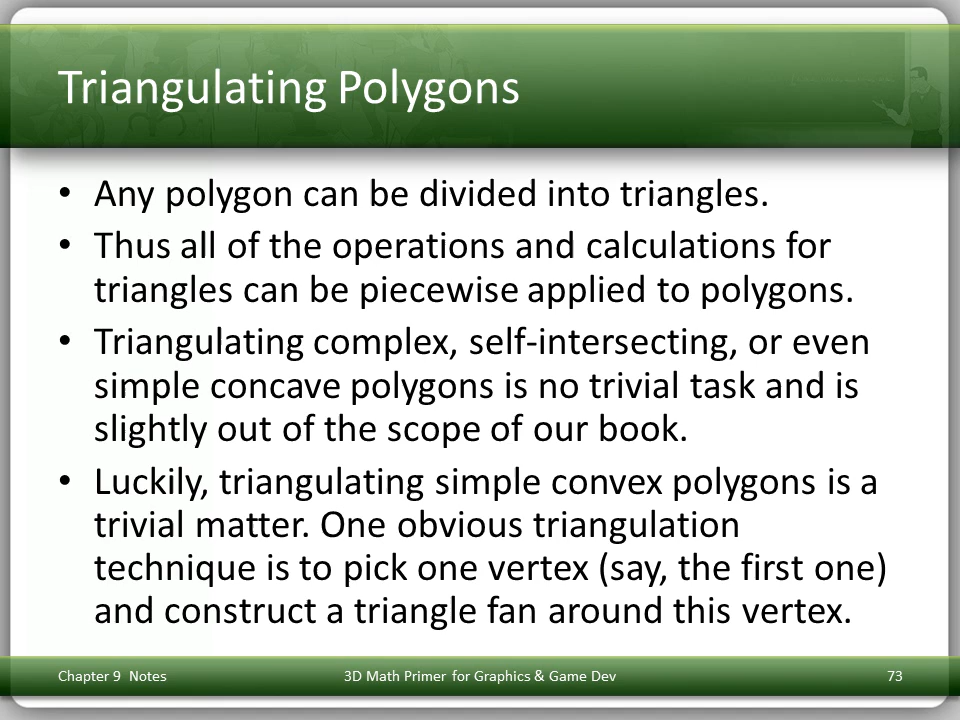 Triangulating Polygons
• Any polygon can be divided into triangles.
• Thus all of the operations and calculations for
triangles can be piecewise applied to polygons.
• Triangulating complex, self-intersecting, or even
simple concave polygons is no trivial task and is
slightly out of the scope of our book.
• Luckily, triangulating simple convex polygons is a
trivial matter. One obvious triangulation
technique is to pick one vertex (say, the first one)
and construct a triangle fan around this vertex.
Chapter 9 Notes
3D Math Primer for Graphics & Game Dev
73